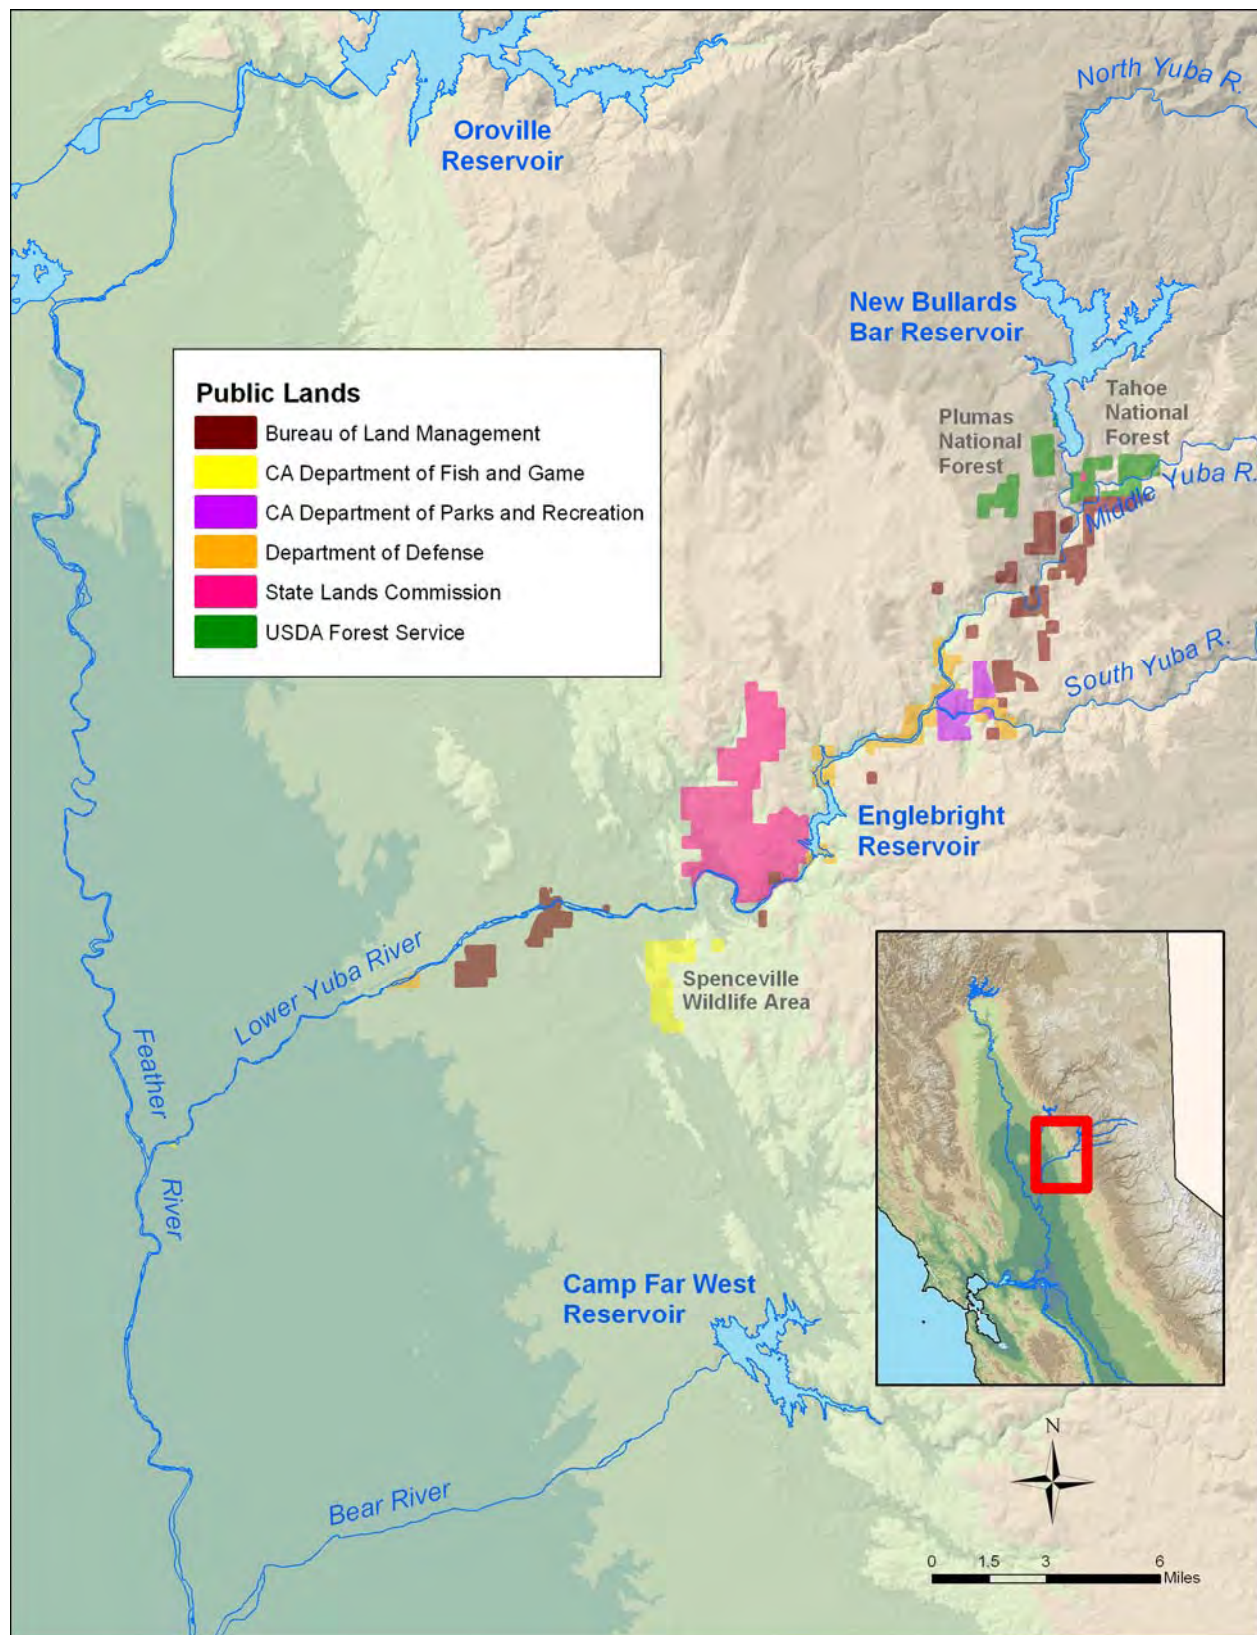 North Yuba R.
Oroville
Reservoir
New Bullards
Bar Reservoir
Public Lands
Bureau of Land Management
CA Department of Fish and Game
CA Department of Parks and Recreation
Department of Defense
State Lands Commission
USDA Forest Service
Tahoe
National
Forest
Plumas
National
Forest
Middle Yuba R.
South Yuba R.
Englebright
Reservoir
Lower Yuba River
Spenceville
Wildlife Area
Feather
River
Camp Far West
Reservoir
Bear River
N
0 1.5 3 6
Miles